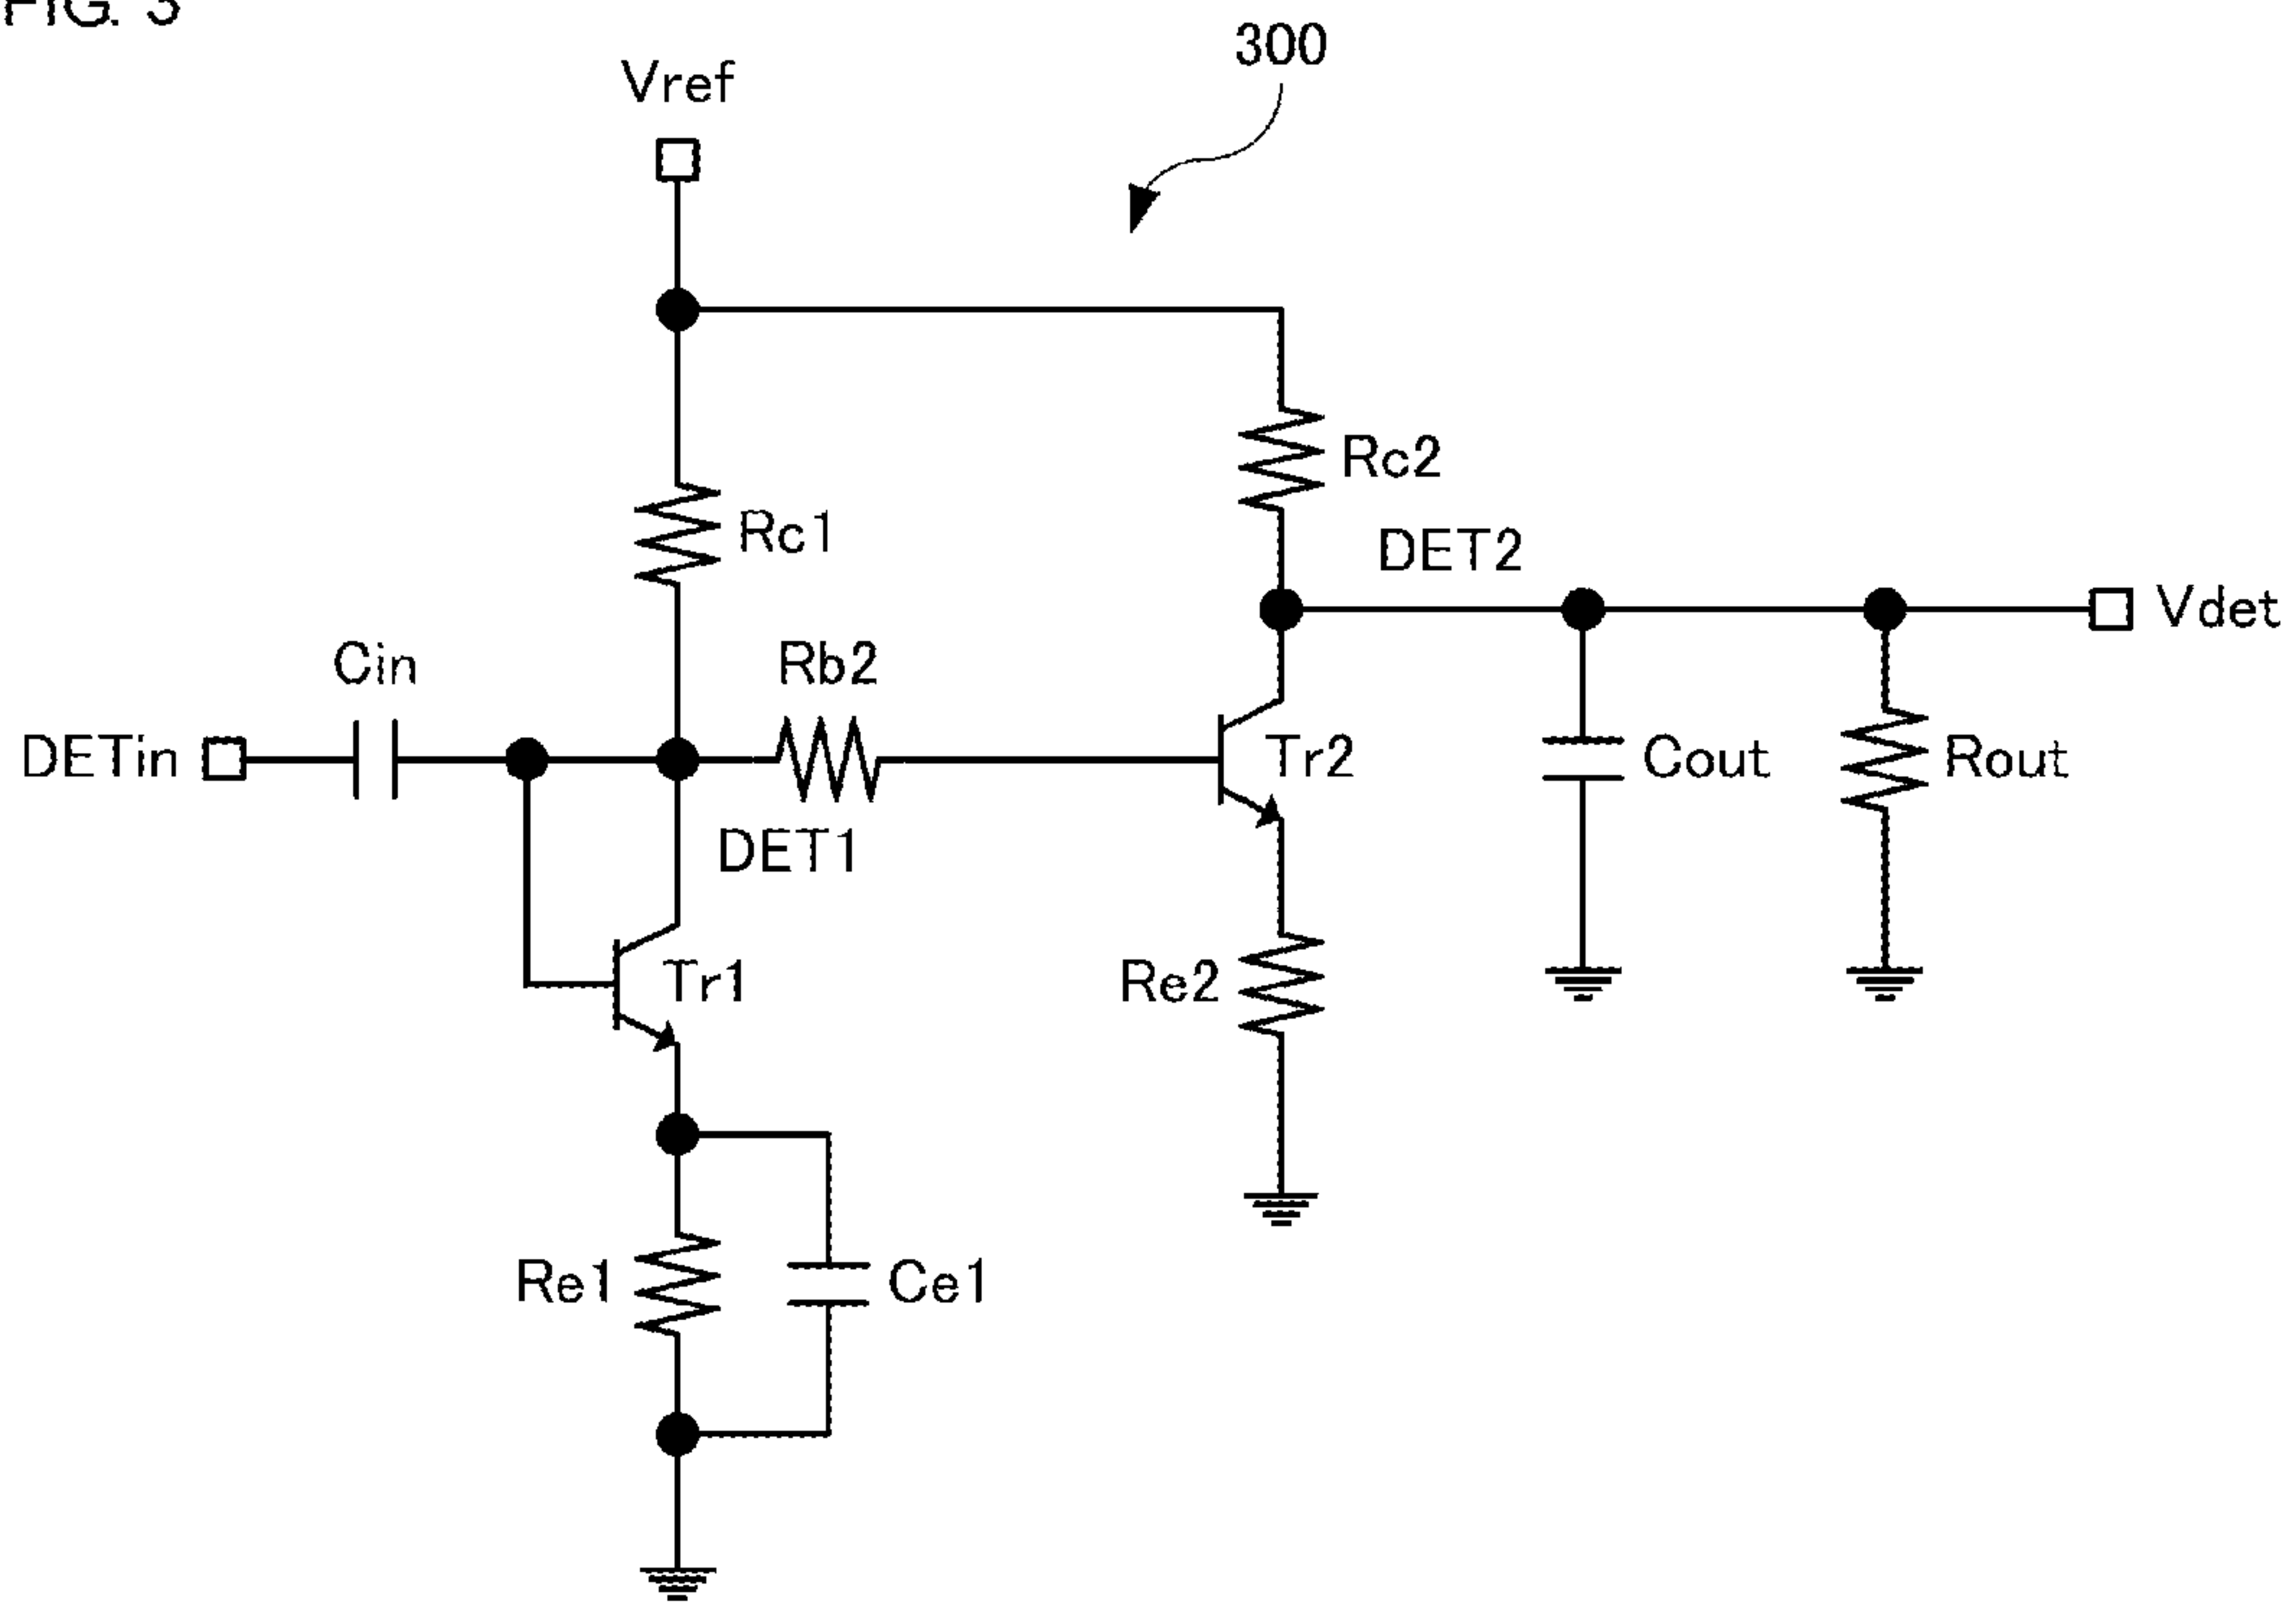 FIG. 3
300
Vref
Rc2
Rc1
DET2
Vdet
Cin
Rb2
DETin
Tr2
Cout
Rout
DET1
Tr1
Re2
Re1
Ce1